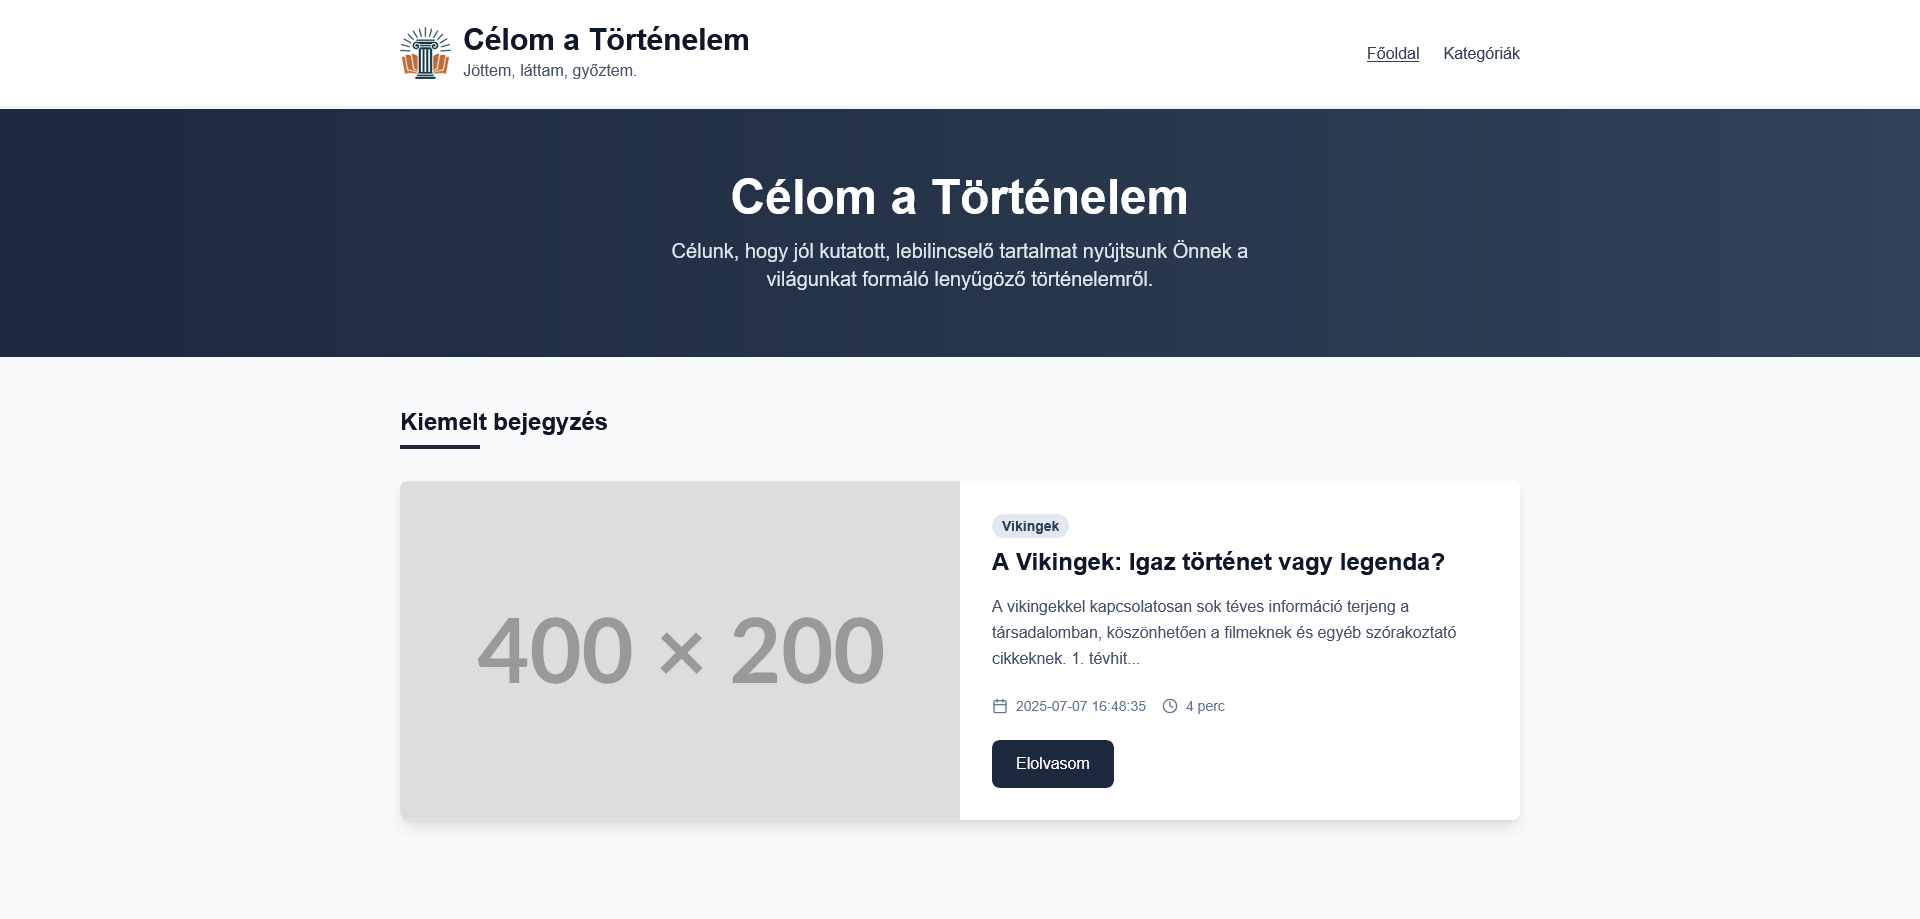 Célom a Történelem
Jöttem, láttam, győztem.
Főoldal
Kategóriák
Célom a Történelem
Célunk, hogy jól kutatott, lebilincselő tartalmat nyújtsunk Önnek a
világunkat formáló lenyűgöző történelemről.
Kiemelt bejegyzés
400 × 200
Vikingek
A Vikingek: Igaz történet vagy legenda?
A vikingekkel kapcsolatosan sok téves információ terjeng a
társadalomban, köszönhetően a filmeknek és egyéb szórakoztató
cikkeknek. 1. tévhit...
2025-07-07 16:48:35
4 perc
Elolvasom